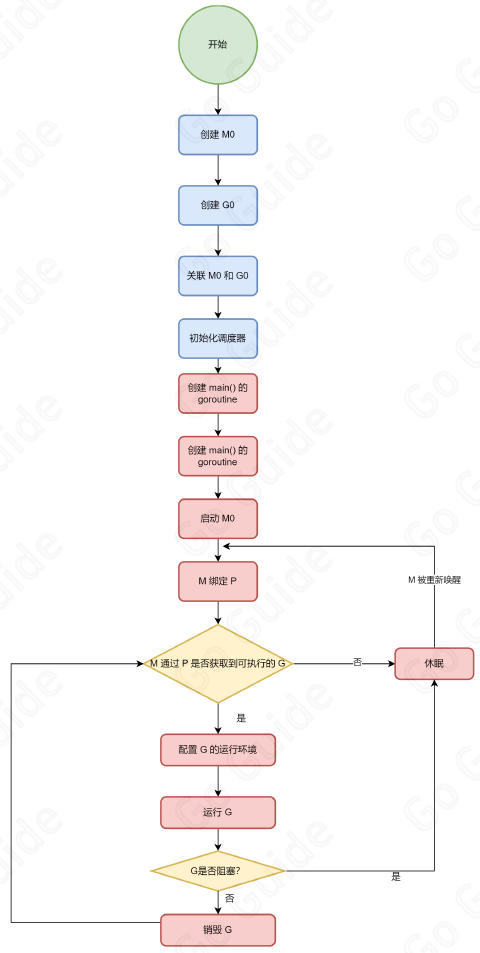 开始
创建 M0
创建 G0
关联 M0 和 G0
初始化调度器
创建 main() 的
goroutine
创建 main() 的
goroutine
启动 M0
M 绑定 P
M 被重新唤醒
M 通过 P 是否获取到可执行的 G
否
休眠
是
配置 G 的运行环境
运行 G
G是否阻塞?
是
否
销毁 G
Go Guide